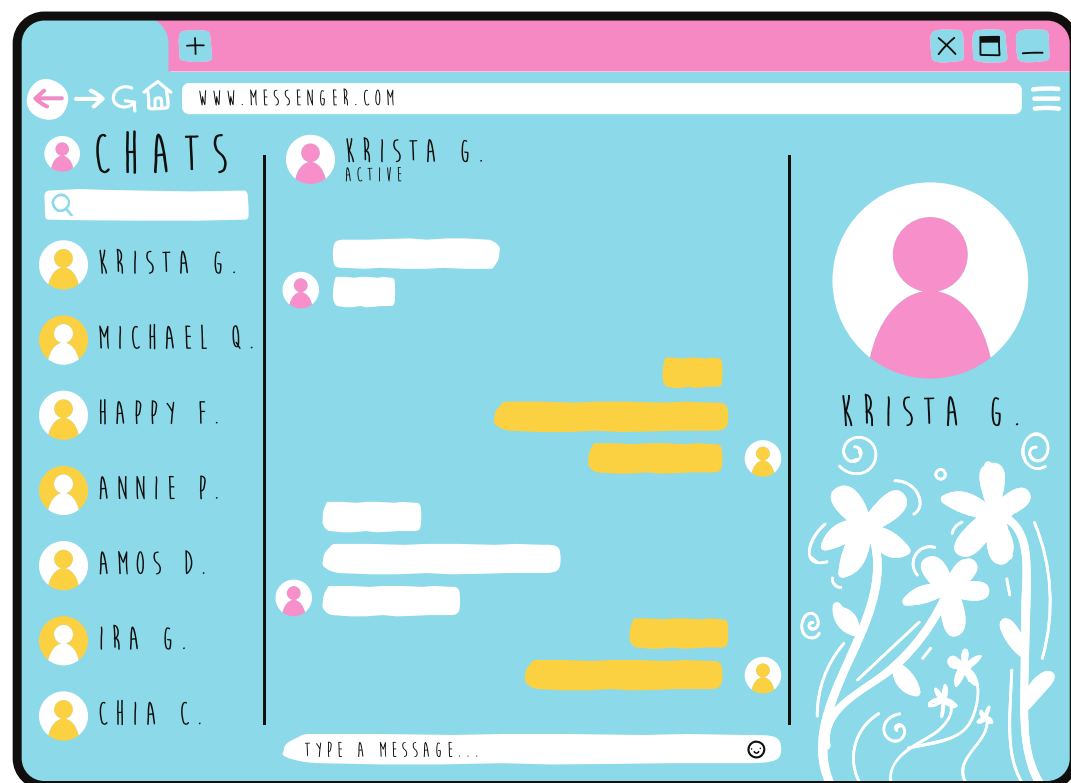 WWW.MESSENGER.COM
CHATS
KRISTA G.
MICHAEL Q.
HAPPY F.
ANNIE P.
AMOS D.
IRA G.
CHIA C.
KRISTA G.
ACTIVE
TYPE A MESSAGE...
KRISTA G.